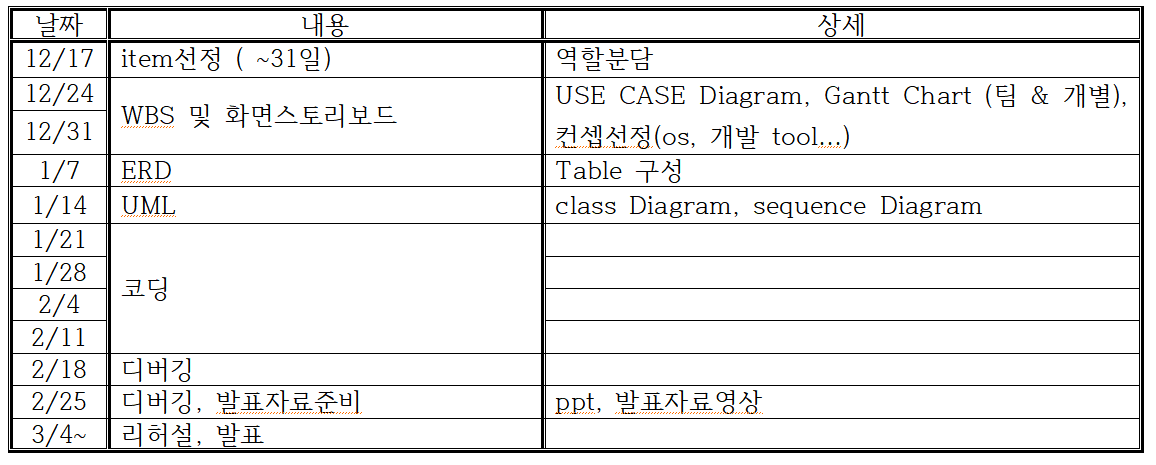 날짜 내용 상세
12/17 item선정 ( ~31일) 역할분담
12/24 WBS 및 화면스토리보드 USE CASE Diagram, Gantt Chart (팀 & 개별),
12/31 컨셉선정(os, 개발 tool...)
1/7 ERD Table 구성
1/14 UML class Diagram, sequence Diagram
1/21 코딩
1/28
2/4
2/11
2/18 디버깅
2/25 디버깅, 발표자료준비 ppt, 발표자료영상
3/4~ 리허설, 발표